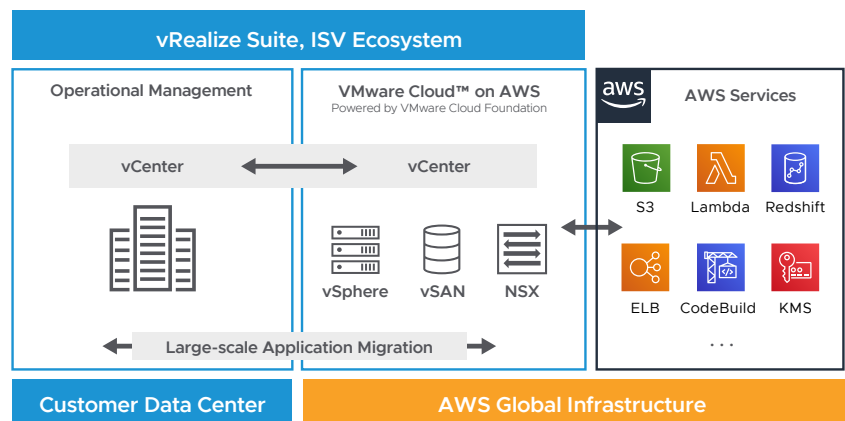 vRealize Suite, ISV Ecosystem
Operational Management
VMware Cloud™ on AWS
Powered by VMware Cloud Foundation
aws
AWS Services
vCenter
vCenter
S3
Lambda
Redshift
vSphere
vSAN
NSX
ELB
CodeBuild
KMS
...
Large-scale Application Migration
Customer Data Center
AWS Global Infrastructure